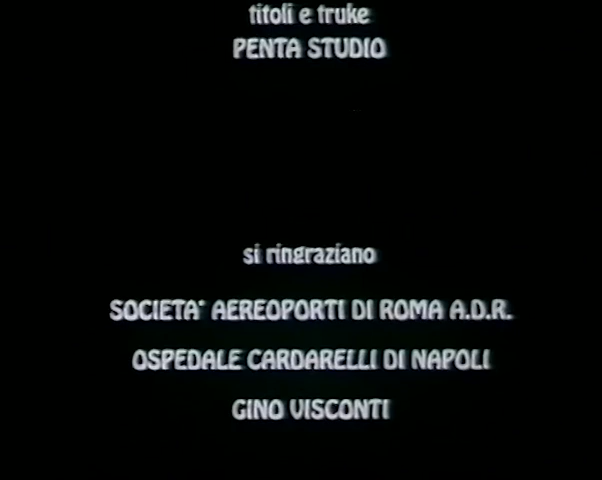 titoli e truke
PENTA STUDIO
si ringraziano
SOCIETA' AEREOPORTI DI ROMA A.D.R.
OSPEDALE CARDARELLI DI NAPOLI
GINO VISCONTI